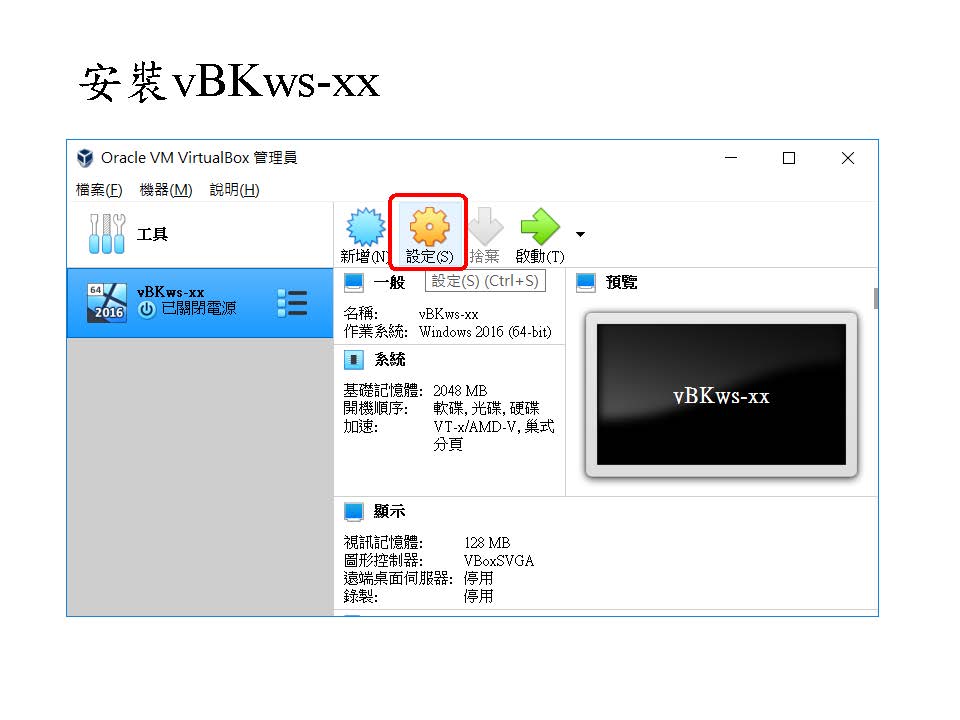 安裝vBKws-xx
Oracle VM VirtualBox 管理員
檔案(F) 機器(M) 說明(H)
工具
新增(N) 設定(S) 捨棄 啟動(T)
設定(S) (Ctrl+S)
64
2016
vBKws-xx
已關閉電源
一般
名稱: vBKws-xx
作業系統: Windows 2016 (64-bit)
系統
基礎記憶體: 2048 MB
開機順序: 軟碟, 光碟, 硬碟
加速: VT-x/AMD-V, 巢式
分頁
預覽
vBKws-xx
顯示
視訊記憶體: 128 MB
圖形控制器: VBoxSVGA
遠端桌面伺服器: 停用
錄製: 停用